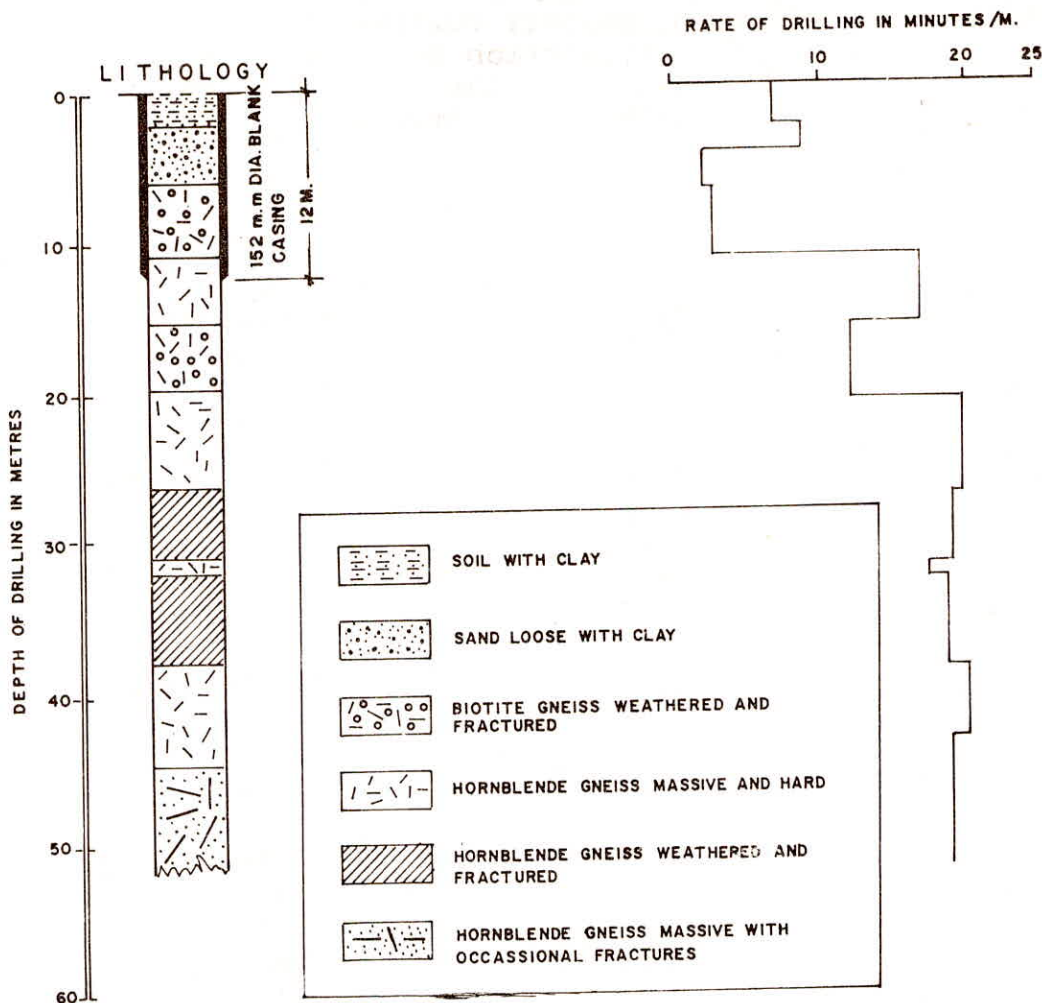 RATE OF DRILLING IN MINUTES/M.
0 10 20 25
LITHOLOGY
0
10
20
30
40
50
60
DEPTH OF DRILLING IN METRES
152 m.m DIA. BLANK
CASING
12 M.
SOIL WITH CLAY
SAND LOOSE WITH CLAY
BIOTITE GNEISS WEATHERED AND
FRACTURED
HORNBLENDE GNEISS MASSIVE AND HARD
HORNBLENDE GNEISS WEATHERED AND
FRACTURED
HORNBLENDE GNEISS MASSIVE WITH
OCCASSIONAL FRACTURES